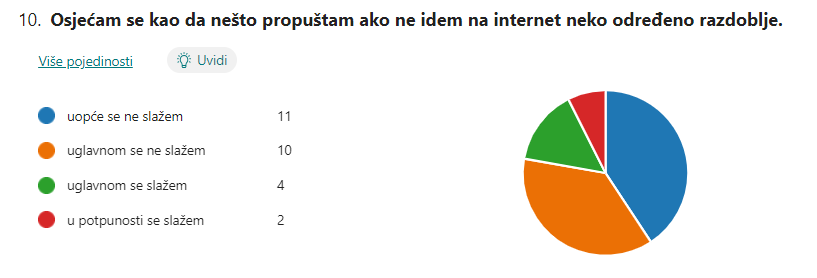 10. Osjećam se kao da nešto propuštam ako ne idem na internet neko određeno razdoblje.
Više pojedinosti
Uvidi
uopće se ne slažem 11
uglavnom se ne slažem 10
uglavnom se slažem 4
u potpunosti se slažem 2